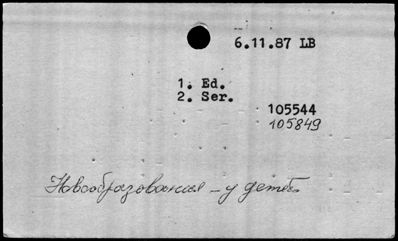 6.11.87 LB
1. Ed.
2. Ser.
105544
105849
Новообразования – у детей